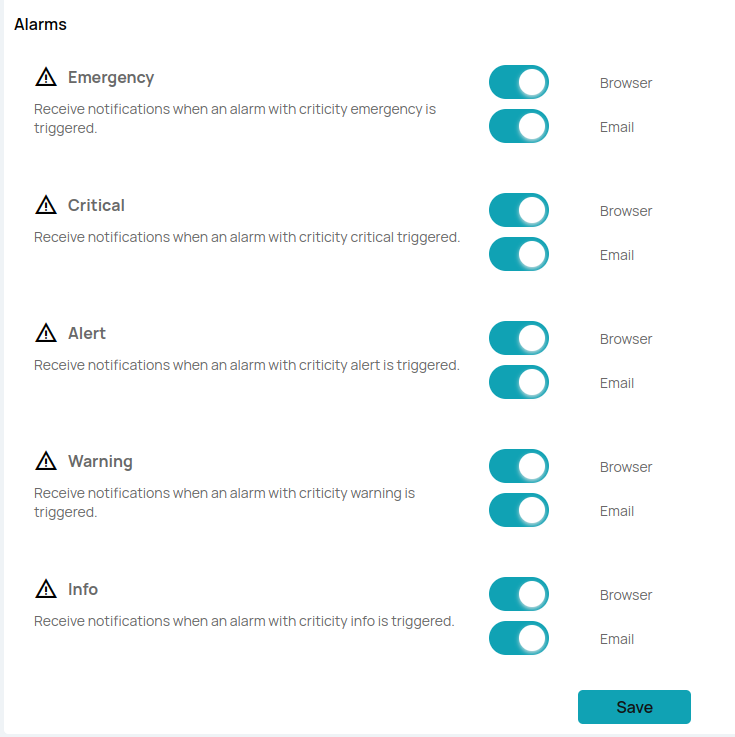 Alarms
Emergency
Browser
Receive notifications when an alarm with criticity emergency is
triggered.
Email
Critical
Browser
Receive notifications when an alarm with criticity critical triggered.
Email
Alert
Browser
Receive notifications when an alarm with criticity alert is triggered.
Email
Warning
Browser
Receive notifications when an alarm with criticity warning is
triggered.
Email
Info
Browser
Receive notifications when an alarm with criticity info is triggered.
Email
Save